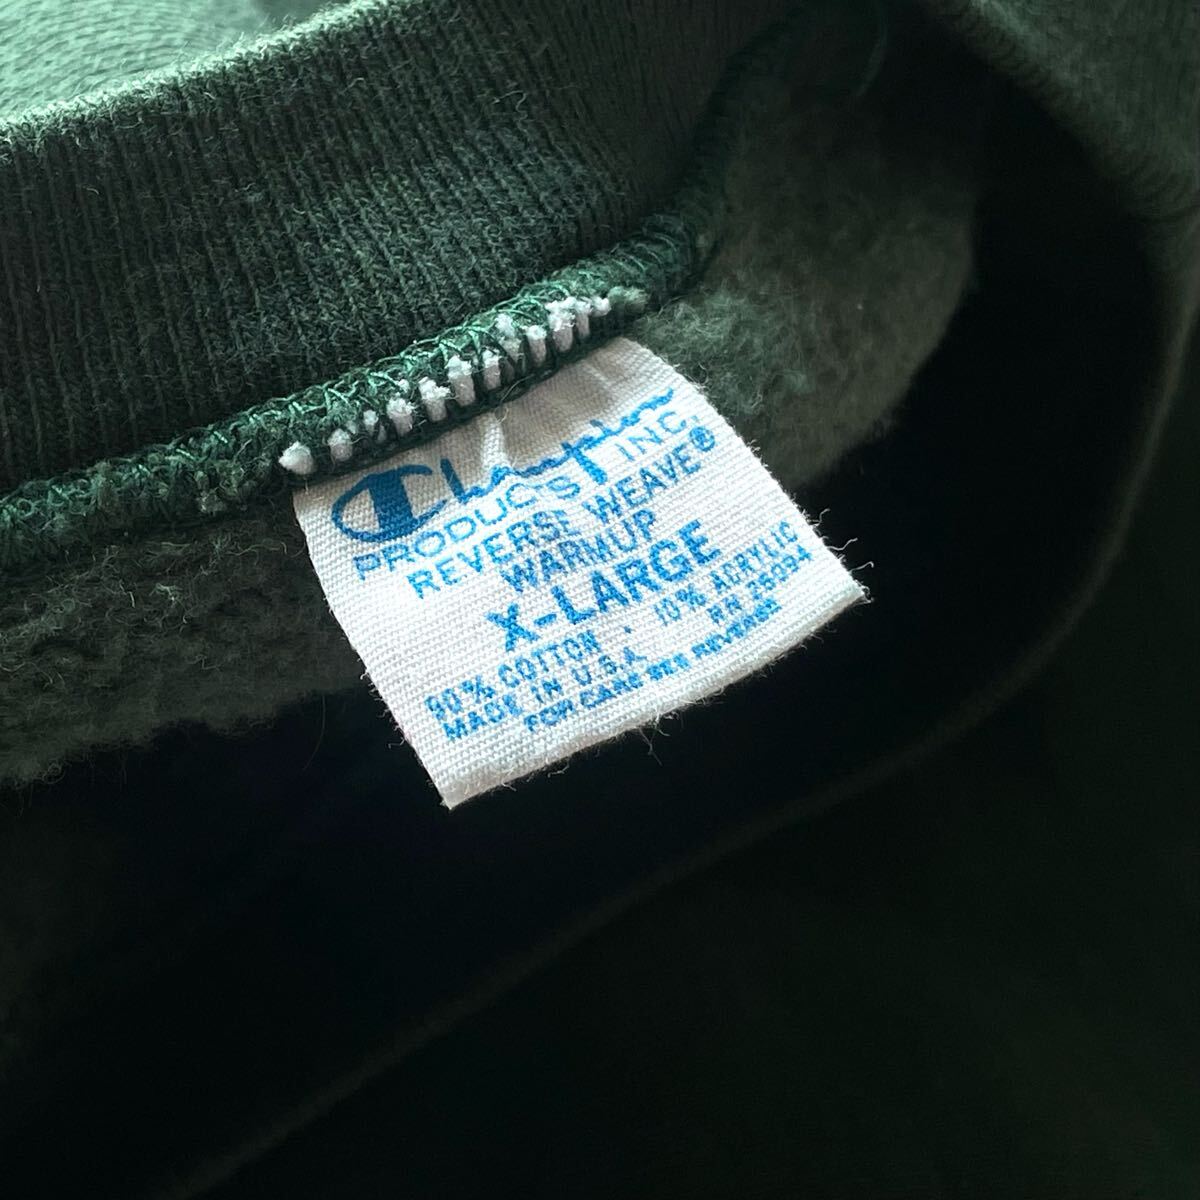 Champion
PRODUCTS INC.
REVERSE WEAVE®
WARMUP
X-LARGE
90% COTTON · 10% ACRYLIC
MADE IN U.S.A. RN 26094
FOR CARE SEE REVERSE